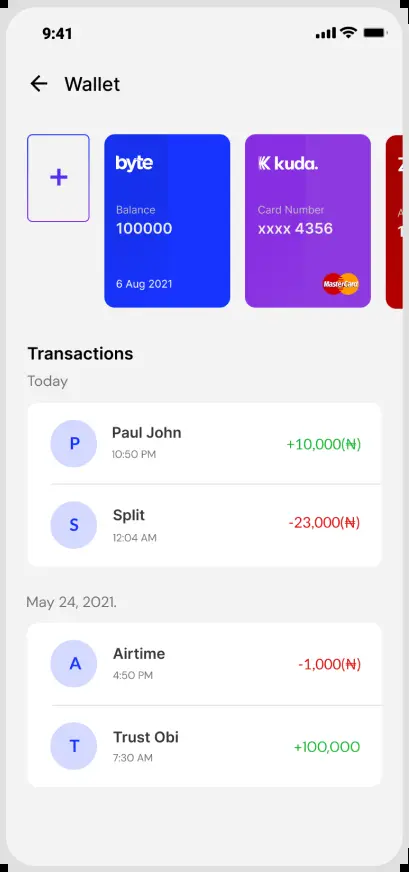 9:41
Wallet
+
byte
Balance
100000
6 Aug 2021
kuda.
Card Number
xxxx 4356
MasterCard
Transactions
Today
P
Paul John
10:50 PM
+10,000(₦)
S
Split
12:04 AM
-23,000(₦)
May 24, 2021.
A
Airtime
4:50 PM
-1,000(₦)
T
Trust Obi
7:30 AM
+100,000